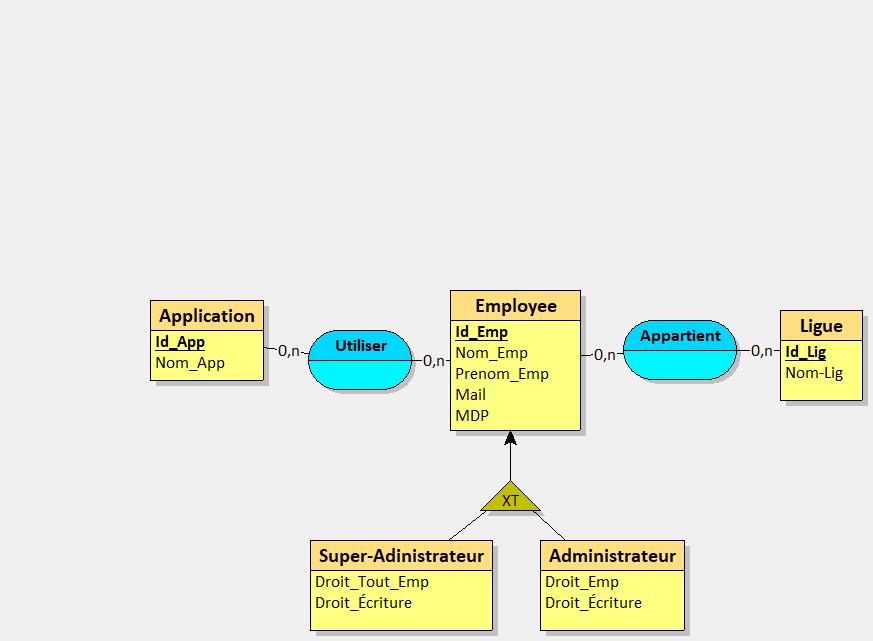 Application
Id_App
Nom_App
0,n
Utiliser
0,n
Employee
Id_Emp
Nom_Emp
Prenom_Emp
Mail
MDP
0,n
Appartient
0,n
Ligue
Id_Lig
Nom-Lig
XT
Super-Adinistrateur
Droit_Tout_Emp
Droit_Écriture
Administrateur
Droit_Emp
Droit_Écriture